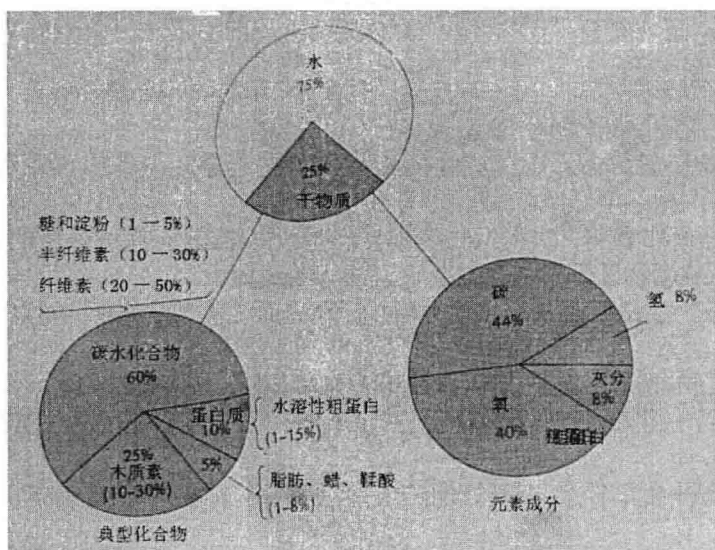 水
75%
25%
干物质
糖和淀粉（1—5%）
半纤维素（10—30%）
纤维素（20—50%）
碳水化合物
60%
蛋白质
10%
水溶性粗蛋白
(1-15%)
5%
脂肪、蜡、鞣酸
(1-8%)
25%
木质素
(10-30%)
典型化合物
碳
44%
氢 8%
灰分
8%
氧
40%
元素成分